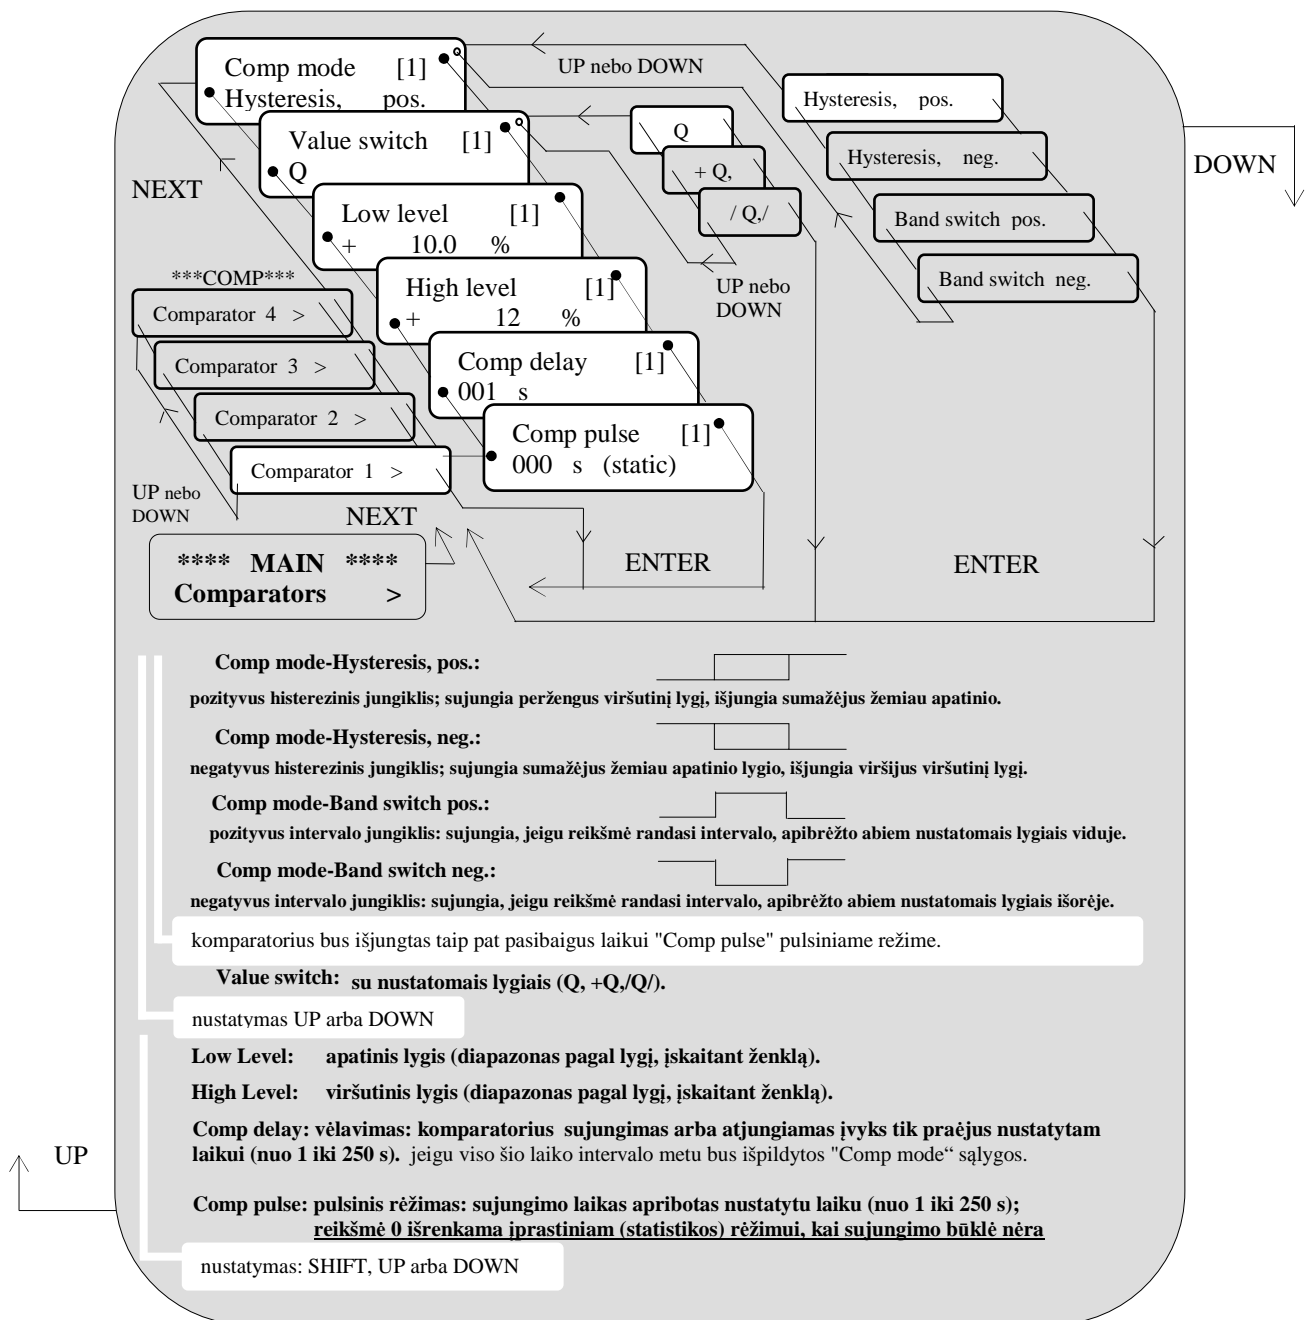 Comp mode [1]
Hysteresis, pos.
UP nebo DOWN
Hysteresis, pos.
Value switch [1]
Q
Q
Hysteresis, neg.
DOWN
NEXT
+ Q,
Low level [1]
+ 10.0 %
/ Q,/
Band switch pos.
***COMP***
High level [1]
+ 12 %
UP nebo
DOWN
Band switch neg.
Comparator 4 >
Comparator 3 >
Comp delay [1]
001 s
Comparator 2 >
Comp pulse [1]
000 s (static)
Comparator 1 >
UP nebo
DOWN
NEXT
**** MAIN ****
Comparators >
ENTER
ENTER
Comp mode-Hysteresis, pos.:
pozityvus histerezinis jungiklis; sujungia peržengus viršutinį lygį, išjungia sumažėjus žemiau apatinio.
Comp mode-Hysteresis, neg.:
negatyvus histerezinis jungiklis; sujungia sumažėjus žemiau apatinio lygio, išjungia viršijus viršutinį lygį.
Comp mode-Band switch pos.:
pozityvus intervalo jungiklis: sujungia, jeigu reikšmė randasi intervalo, apibrėžto abiem nustatomais lygiais viduje.
Comp mode-Band switch neg.:
negatyvus intervalo jungiklis: sujungia, jeigu reikšmė randasi intervalo, apibrėžto abiem nustatomais lygiais išorėje.
komparatorius bus išjungtas taip pat pasibaigus laikui "Comp pulse" pulsiniame režime.
Value switch: su nustatomais lygiais (Q, +Q,/Q/).
nustatymas UP arba DOWN
Low Level: apatinis lygis (diapazonas pagal lygį, įskaitant ženklą).
High Level: viršutinis lygis (diapazonas pagal lygį, įskaitant ženklą).
Comp delay: vėlavimas: komparatorius sujungimas arba atjungiamas įvyks tik praėjus nustatytam
UP
laikui (nuo 1 iki 250 s). jeigu viso šio laiko intervalo metu bus išpildytos "Comp mode“ sąlygos.
Comp pulse: pulsinis rėžimas: sujungimo laikas apribotas nustatytu laiku (nuo 1 iki 250 s);
reikšmė 0 išrenkama įprastiniam (statistikos) rėžimui, kai sujungimo būklė nėra
nustatymas: SHIFT, UP arba DOWN